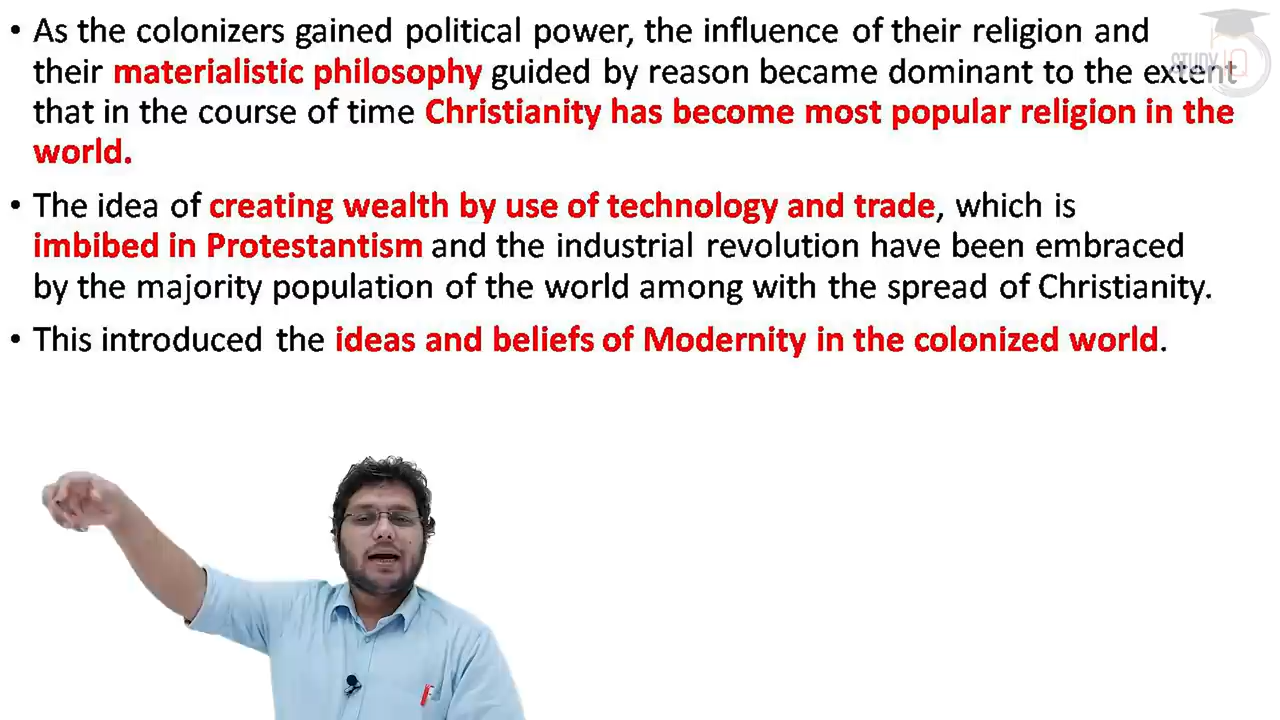 • As the colonizers gained political power, the influence of their religion and
their materialistic philosophy guided by reason became dominant to the extent
that in the course of time Christianity has become most popular religion in the
world.
• The idea of creating wealth by use of technology and trade, which is
imbibed in Protestantism and the industrial revolution have been embraced
by the majority population of the world among with the spread of Christianity.
• This introduced the ideas and beliefs of Modernity in the colonized world.
STUDY IQ